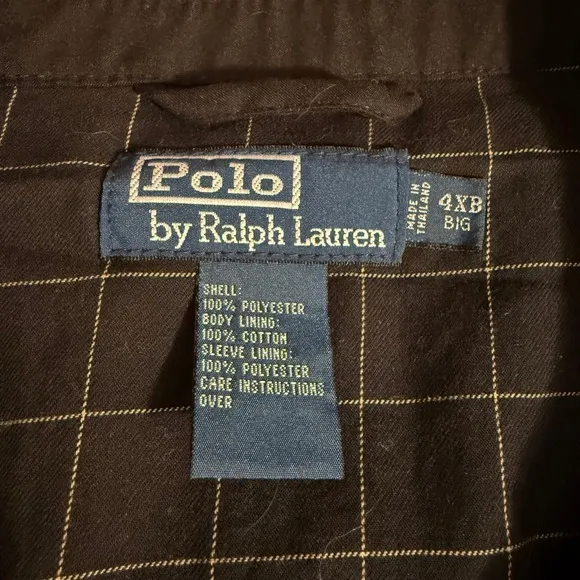 Polo
by Ralph Lauren
MADE IN
THAILAND
4XB
BIG
SHELL:
100% POLYESTER
BODY LINING:
100% COTTON
SLEEVE LINING:
100% POLYESTER
CARE INSTRUCTIONS
OVER